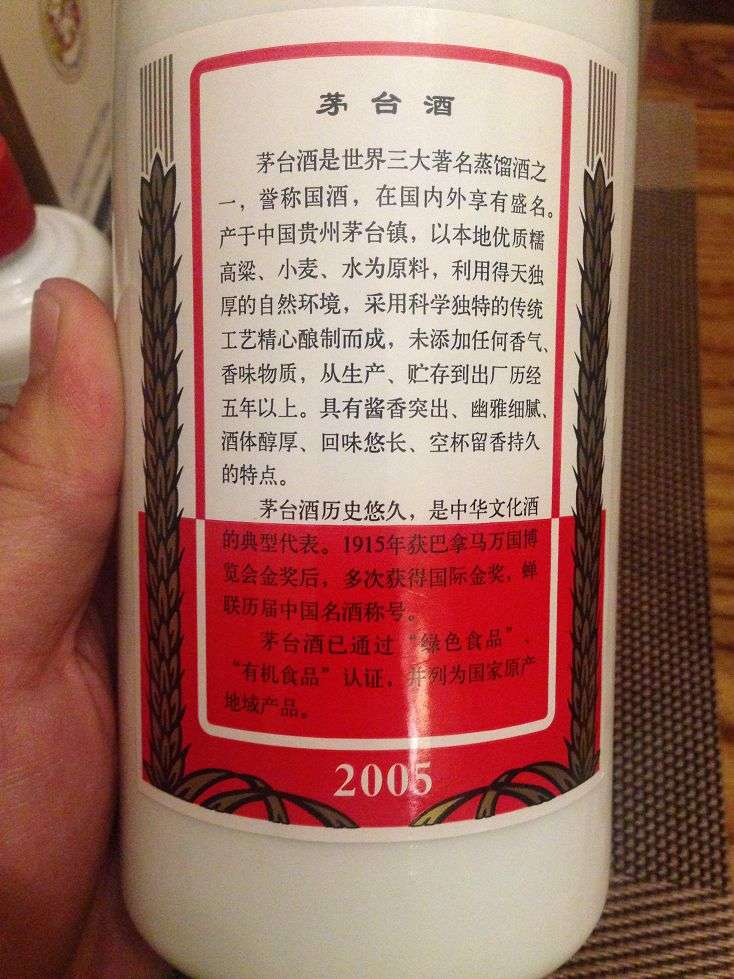 茅台酒
茅台酒是世界三大著名蒸馏酒之
一，誉称国酒，在国内外享有盛名。
产于中国贵州茅台镇，以本地优质糯
高粱、小麦、水为原料，利用得天独
厚的自然环境，采用科学独特的传统
工艺精心酿制而成，未添加任何香气、
香味物质，从生产、贮存到出厂历经
五年以上。具有酱香突出、幽雅细腻、
酒体醇厚、回味悠长、空杯留香持久
的特点。
茅台酒历史悠久，是中华文化酒
的典型代表。1915年获巴拿马万国博
览会金奖后，多次获得国际金奖，蝉
联历届中国名酒称号。
茅台酒已通过“绿色食品”、
“有机食品”认证，并列为国家原产
地域产品。
2005